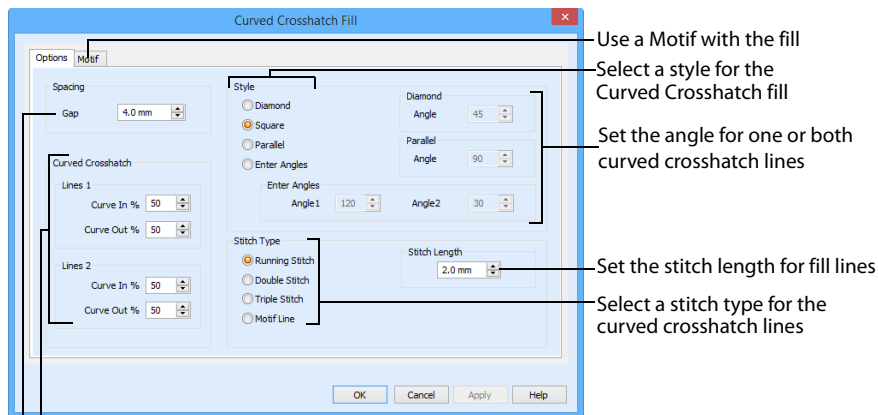 Curved Crosshatch Fill
Options Motif
Spacing
Gap 4.0 mm
Curved Crosshatch
Lines 1
Curve In % 50
Curve Out % 50
Lines 2
Curve In % 50
Curve Out % 50
Style
Diamond
Square
Parallel
Enter Angles
Diamond
Angle 45
Parallel
Angle 90
Enter Angles
Angle1 120 Angle2 30
Stitch Type
Running Stitch
Double Stitch
Triple Stitch
Motif Line
Stitch Length
2.0 mm
OK Cancel Apply Help
Use a Motif with the fill
Select a style for the
Curved Crosshatch fill
Set the angle for one or both
curved crosshatch lines
Set the stitch length for fill lines
Select a stitch type for the
curved crosshatch lines